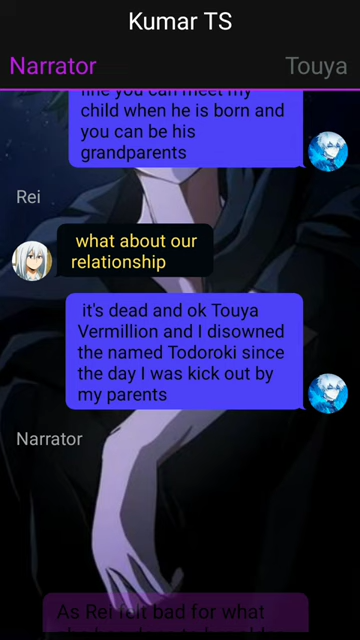 Kumar TS
Narrator
Touya
fine you can meet my
child when he is born and
you can be his
grandparents
Rei
what about our
relationship
it's dead and ok Touya
Vermillion and I disowned
the named Todoroki since
the day I was kick out by
my parents
Narrator
As Rei felt bad for what